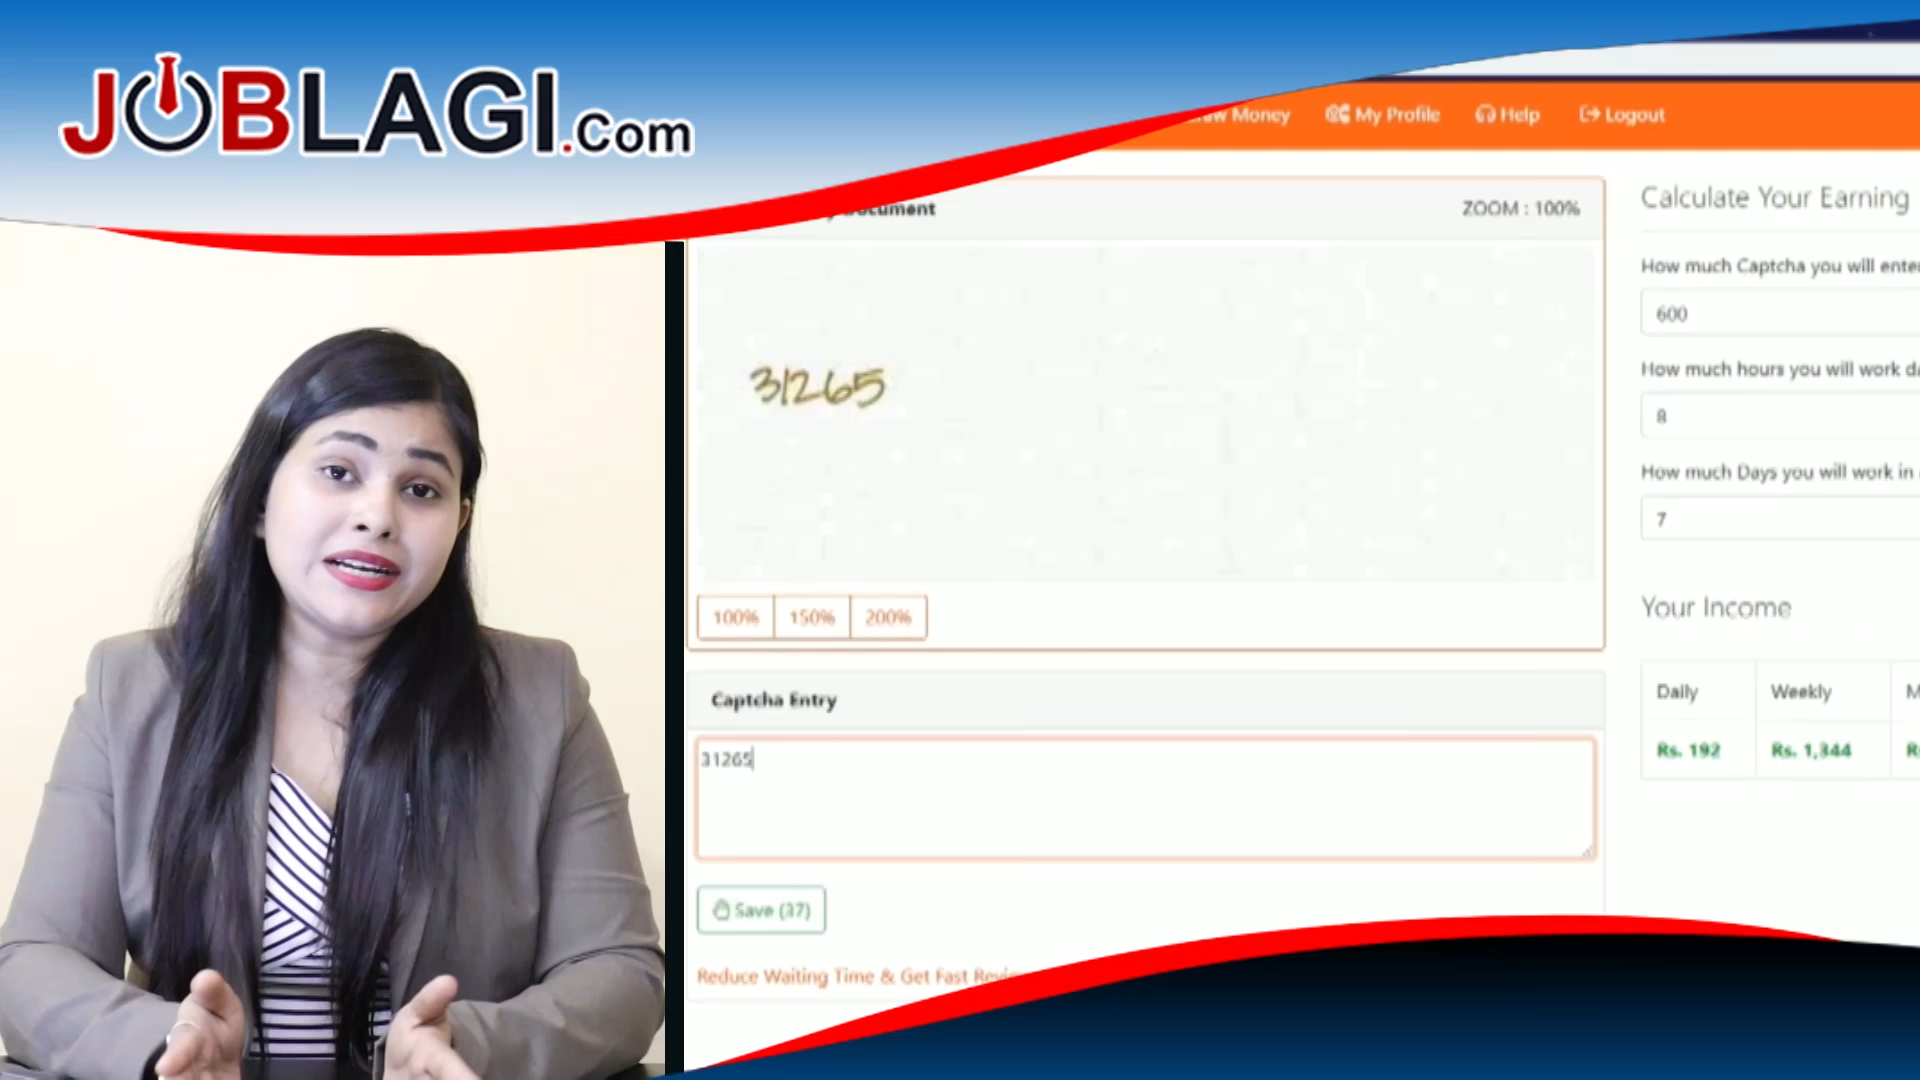 JOBLAGI.Com
Money
My Profile
Help
Logout
Document
ZOOM : 100%
31265
100%
150%
200%
Captcha Entry
31265
Save (37)
Reduce Waiting Time & Get Fast
Calculate Your Earning
How much Captcha you will
600
How much hours you will work
8
How much Days you will work in
7
Your Income
Daily
Weekly
Rs. 192
Rs. 1,344